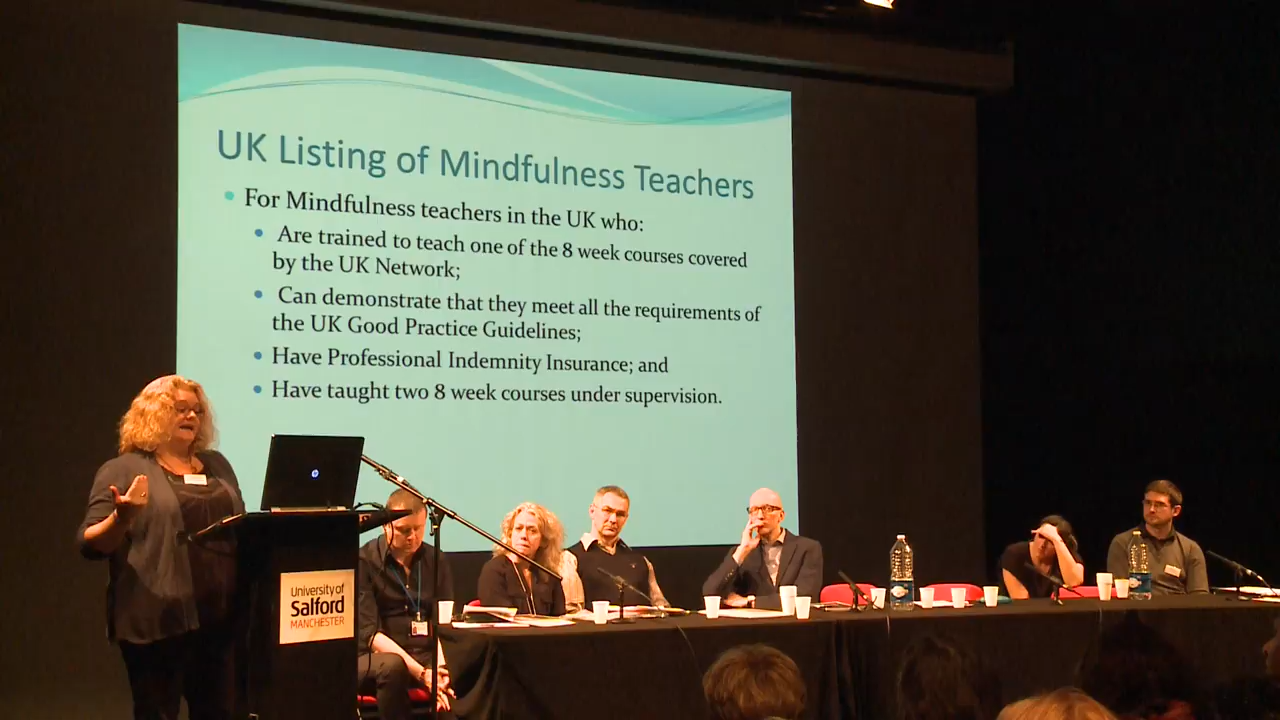 UK Listing of Mindfulness Teachers
• For Mindfulness teachers in the UK who:
• Are trained to teach one of the 8 week courses covered
by the UK Network;
• Can demonstrate that they meet all the requirements of
the UK Good Practice Guidelines;
• Have Professional Indemnity Insurance; and
• Have taught two 8 week courses under supervision.
hp
University of
Salford
MANCHESTER